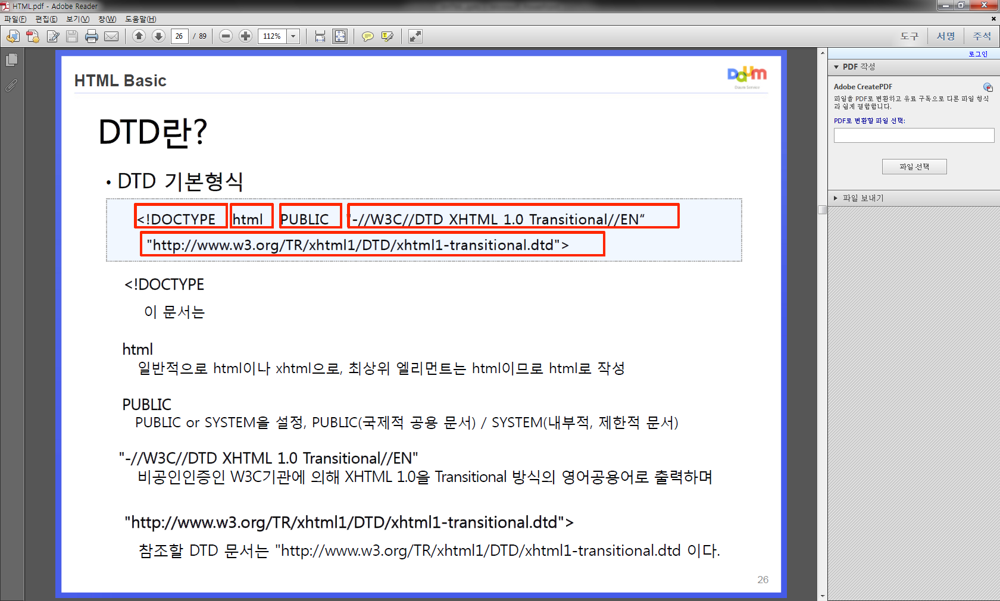 HTML.pdf - Adobe Reader
파일(F) 편집(E) 보기(V) 창(W) 도움말(H)
26 / 89 112% 도구 서명 주석
로그인
PDF 작성
Adobe CreatePDF
파일을 PDF로 변환하고 유료 구독으로 다른 파일 형식
과 쉽게 결합합니다.
PDF로 변환할 파일 선택:
파일 선택
파일 보내기
HTML Basic
Daum
DTD란?
• DTD 기본형식
<!DOCTYPE html PUBLIC "-//W3C//DTD XHTML 1.0 Transitional//EN“
"http://www.w3.org/TR/xhtml1/DTD/xhtml1-transitional.dtd">
<!DOCTYPE
이 문서는
html
일반적으로 html이나 xhtml으로, 최상위 엘리먼트는 html이므로 html로 작성
PUBLIC
PUBLIC or SYSTEM을 설정, PUBLIC(국제적 공용 문서) / SYSTEM(내부적, 제한적 문서)
"-//W3C//DTD XHTML 1.0 Transitional//EN"
비공인인증인 W3C기관에 의해 XHTML 1.0을 Transitional 방식의 영어공용어로 출력하며
"http://www.w3.org/TR/xhtml1/DTD/xhtml1-transitional.dtd">
참조할 DTD 문서는 "http://www.w3.org/TR/xhtml1/DTD/xhtml1-transitional.dtd 이다.
26